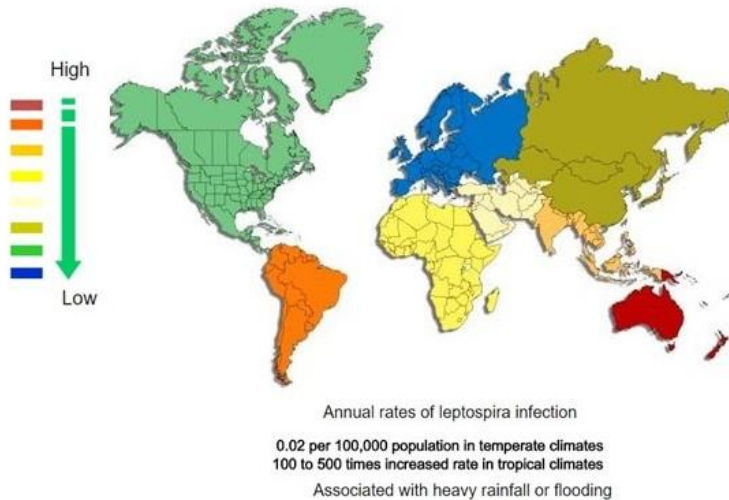 High
Low
Annual rates of leptospira infection
0.02 per 100,000 population in temperate climates
100 to 500 times increased rate in tropical climates
Associated with heavy rainfall or flooding